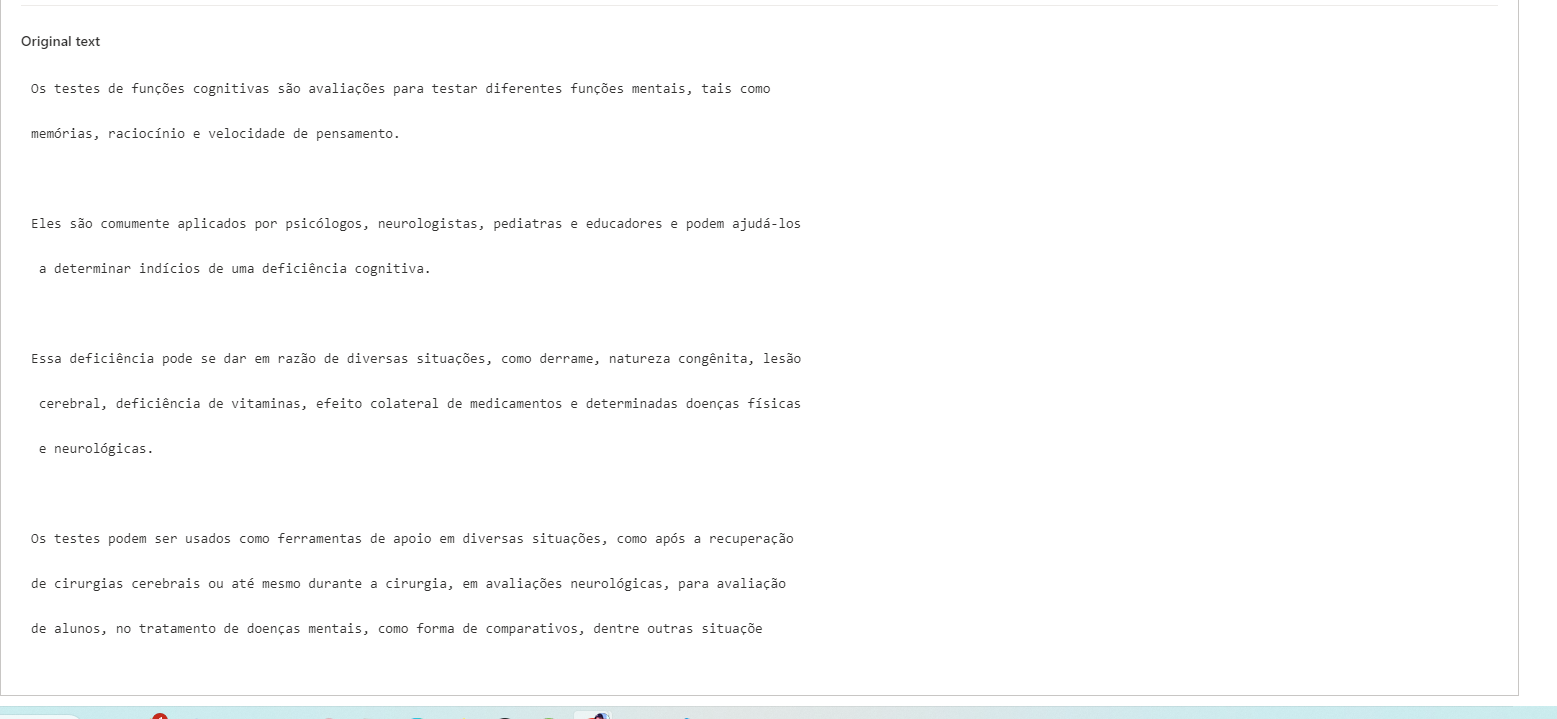 Original text
Os testes de funções cognitivas são avaliações para testar diferentes funções mentais, tais como
memórias, raciocínio e velocidade de pensamento.
Eles são comumente aplicados por psicólogos, neurologistas, pediatras e educadores e podem ajudá-los
a determinar indícios de uma deficiência cognitiva.
Essa deficiência pode se dar em razão de diversas situações, como derrame, natureza congênita, lesão
cerebral, deficiência de vitaminas, efeito colateral de medicamentos e determinadas doenças físicas
e neurológicas.
Os testes podem ser usados como ferramentas de apoio em diversas situações, como após a recuperação
de cirurgias cerebrais ou até mesmo durante a cirurgia, em avaliações neurológicas, para avaliação
de alunos, no tratamento de doenças mentais, como forma de comparativos, dentre outras situaçõe